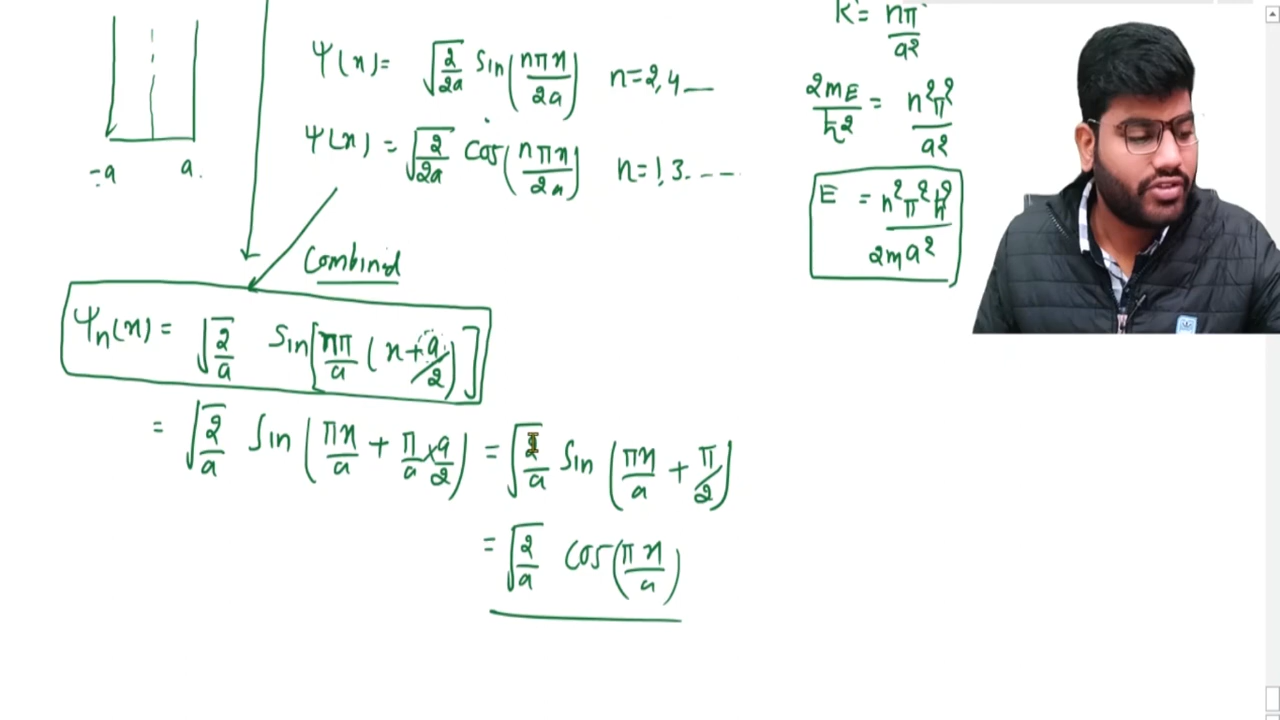 K = nπ/a²
ψ(x) = √(2/2a) sin(nπx/2a) n=2,4 __
2mE/ħ² = n²π²/a²
ψ(x) = √(2/2a) cos(nπx/2a) n=1,3.----
-a a.
E = n²π²ħ²/2ma²
Combined
ψn(x) = √(2/a) sin[nπ/a (x+a/2)]
= √(2/a) sin(πx/a + π/a × a/2) = √(2/a) sin(πx/a + π/2)
= √(2/a) cos(πx/a)